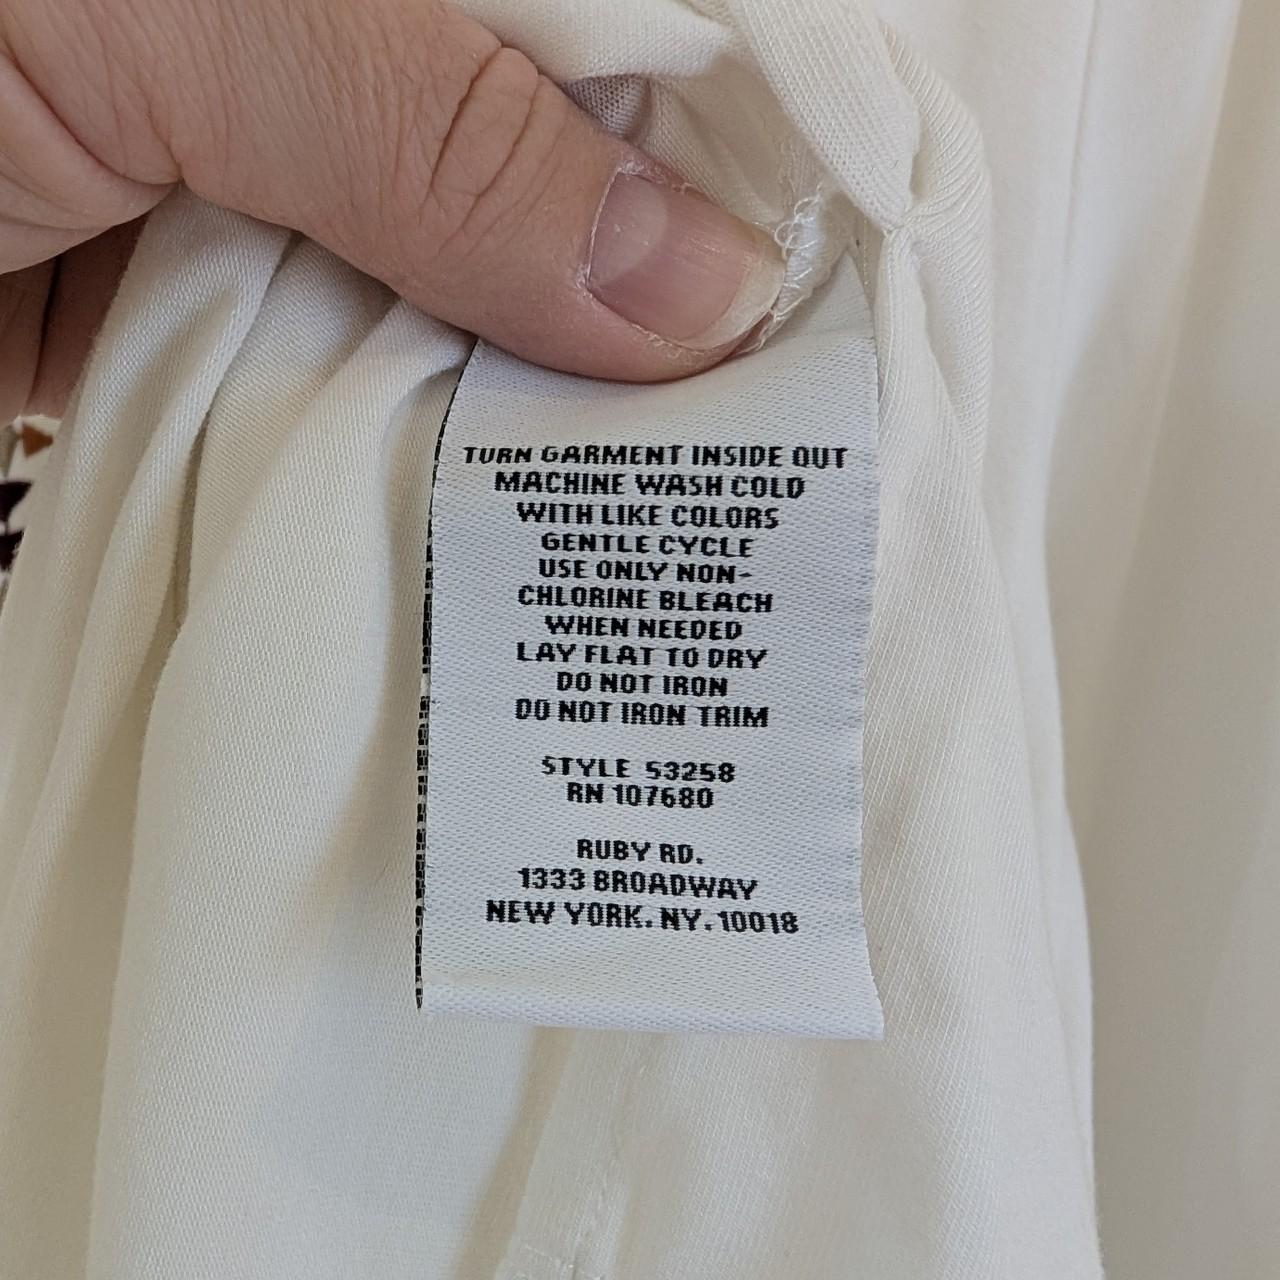 TURN GARMENT INSIDE OUT
MACHINE WASH COLD
WITH LIKE COLORS
GENTLE CYCLE
USE ONLY NON-
CHLORINE BLEACH
WHEN NEEDED
LAY FLAT TO DRY
DO NOT IRON
DO NOT IRON TRIM
STYLE 53258
RN 107680
RUBY RD.
1333 BROADWAY
NEW YORK. NY. 10018